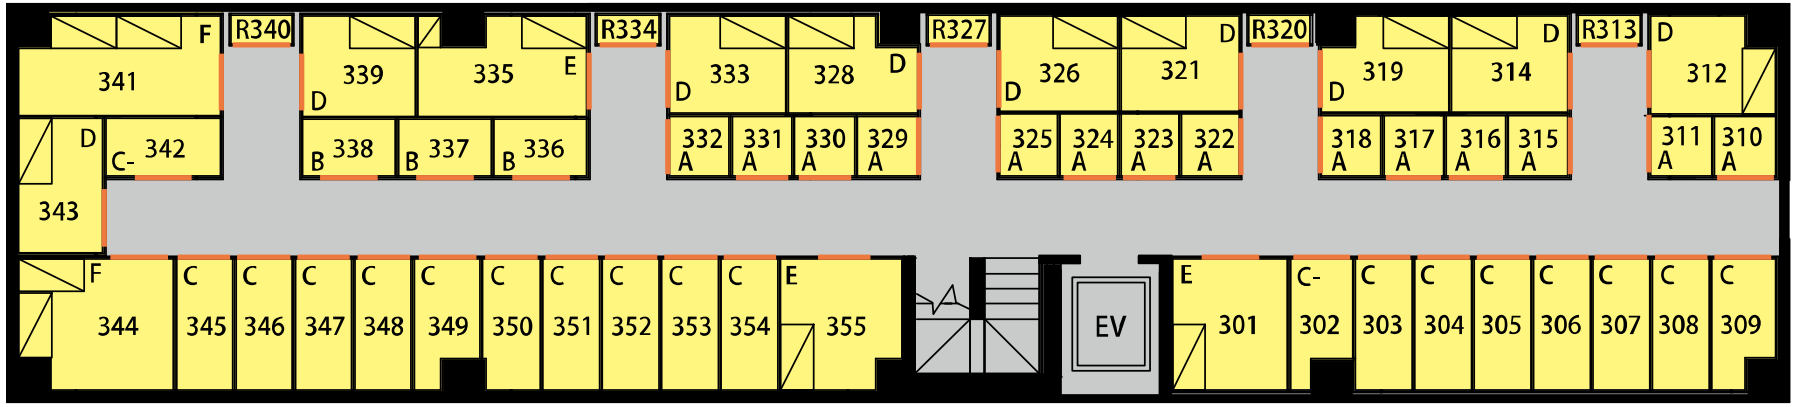 R340 R334 R327 R320 R313
F D D D
341 339 335 E 333 328 D 326 321 319 314 312
D D D D
342 338 337 336 332 331 330 329 325 324 323 322 318 317 316 315 311 310
D C- B B B A A A A A A A A A A A A A A
343
F C C C C C C C C C C E E C- C C C C C C C
344 345 346 347 348 349 350 351 352 353 354 355 EV 301 302 303 304 305 306 307 308 309